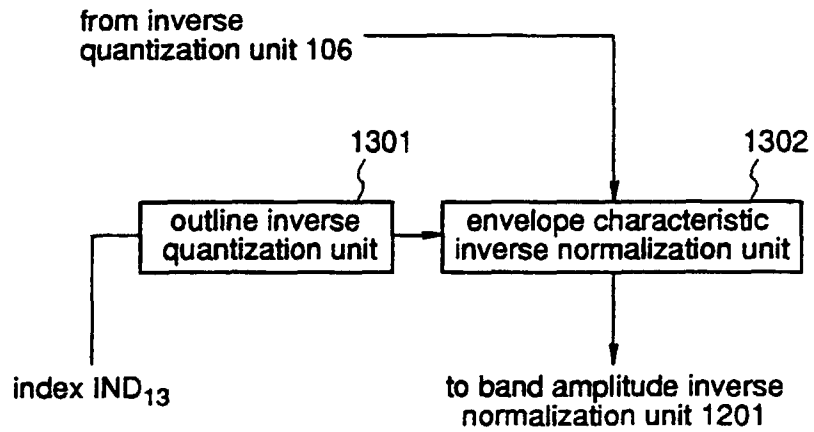 from inverse
quantization unit 106
1301
1302
outline inverse
quantization unit
envelope characteristic
inverse normalization unit
index IND13
to band amplitude inverse
normalization unit 1201